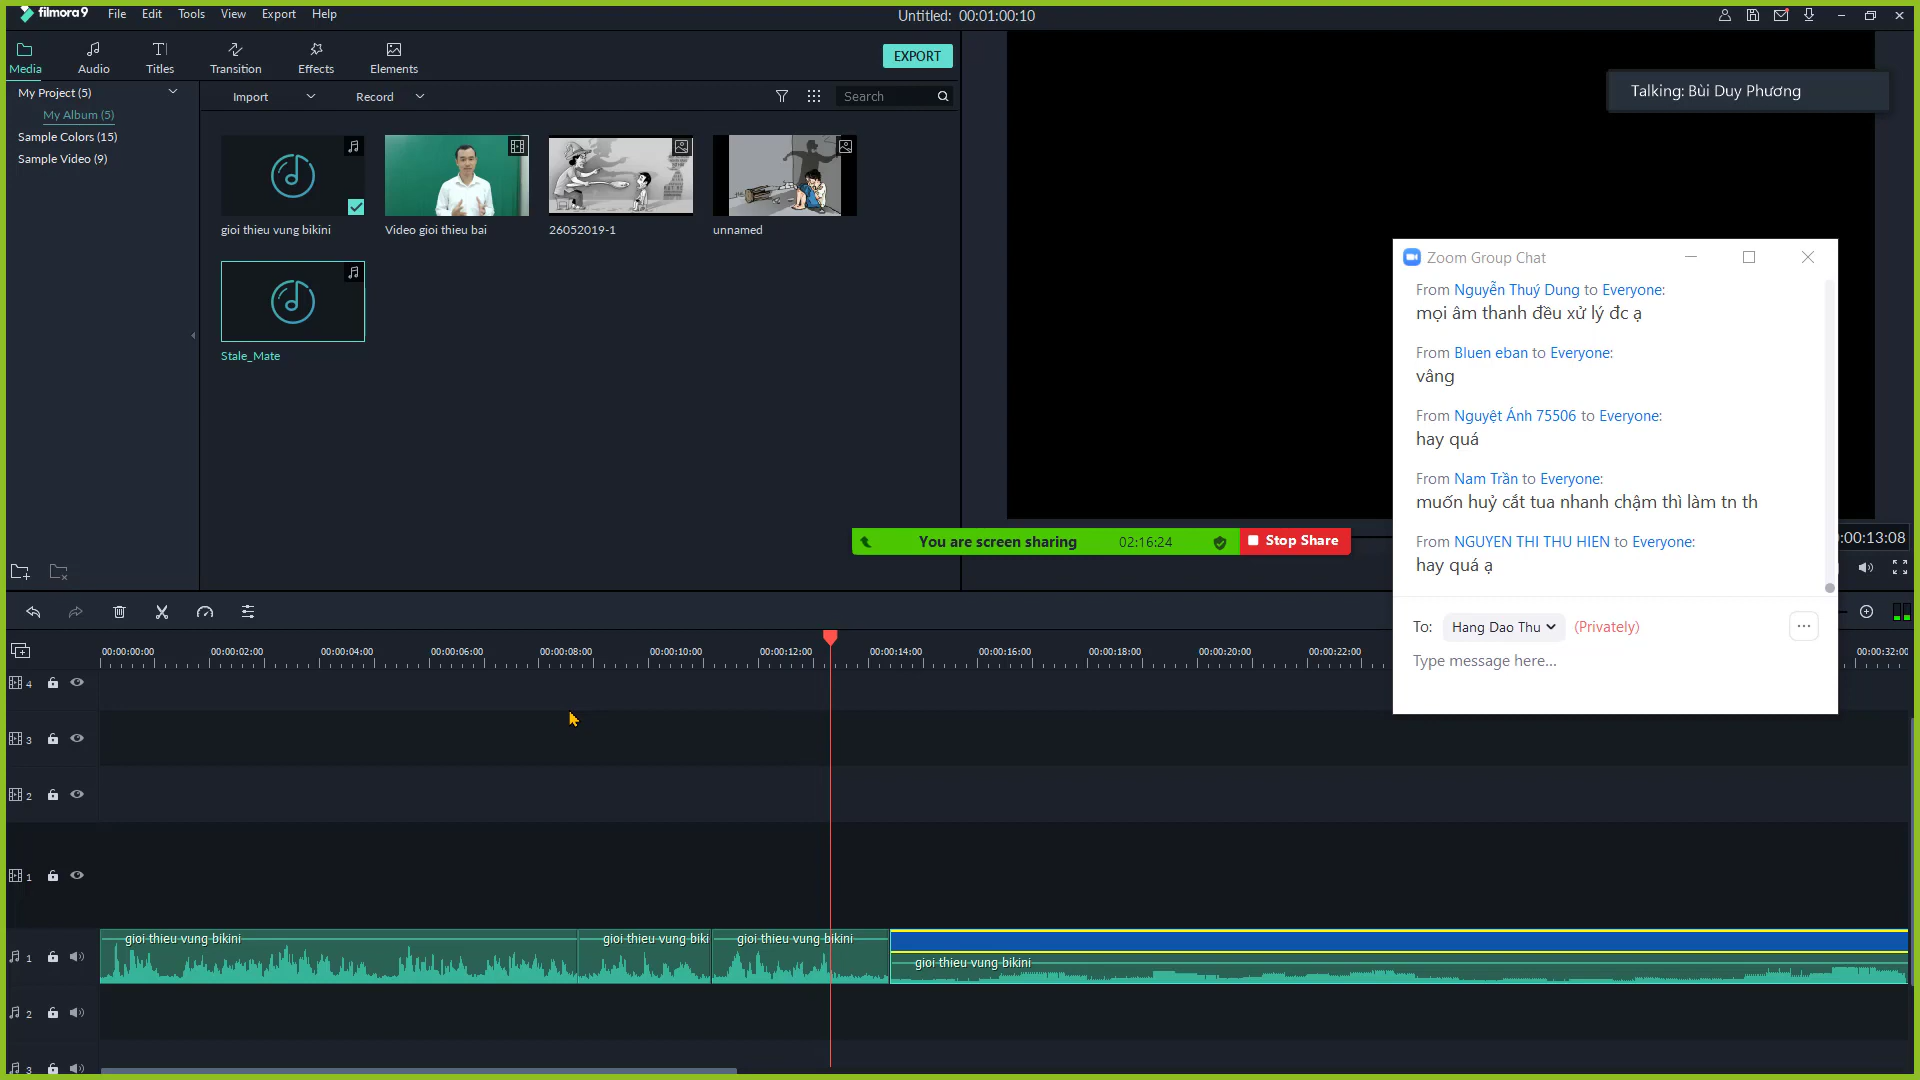 filmora9
File Edit Tools View Export Help
Untitled: 00:01:00:10
Media
Audio
Titles
Transition
Effects
Elements
EXPORT
My Project (5)
My Album (5)
Sample Colors (15)
Sample Video (9)
Import
Record
Search
gioi thieu vung bikini
Video gioi thieu bai
26052019-1
unnamed
Stale_Mate
Talking: Bùi Duy Phương
Zoom Group Chat
From Nguyễn Thuý Dung to Everyone:
mọi âm thanh đều xử lý đc ạ
From Bluen eban to Everyone:
vâng
From Nguyệt Ánh 75506 to Everyone:
hay quá
From Nam Trần to Everyone:
muốn huỷ cắt tua nhanh chậm thì làm tn th
From NGUYEN THI THU HIEN to Everyone:
hay quá ạ
To: Hang Dao Thu (Privately)
Type message here...
You are screen sharing 02:16:24 Stop Share
:00:13:08
00:00:00:00 00:00:02:00 00:00:04:00 00:00:06:00 00:00:08:00 00:00:10:00 00:00:12:00 00:00:14:00 00:00:16:00 00:00:18:00 00:00:20:00 00:00:22:00 00:00:32:00
4
3
2
1
1
gioi thieu vung bikini
gioi thieu vung biki
gioi thieu vung bikini
gioi thieu vung bikini
2
3